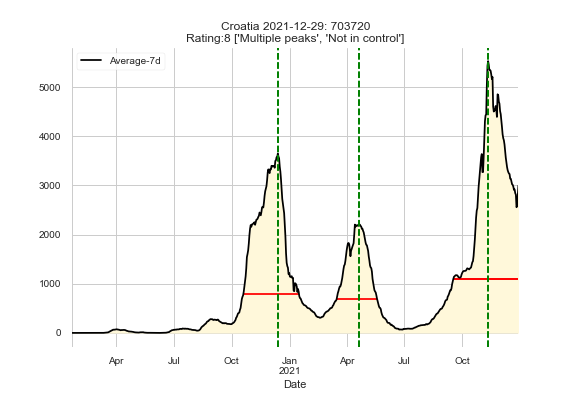 Croatia 2021-12-29: 703720
Rating:8 ['Multiple peaks', 'Not in control']
Average-7d
5000
4000
3000
2000
1000
0
Apr Jul Oct Jan Apr Jul Oct
2021
Date